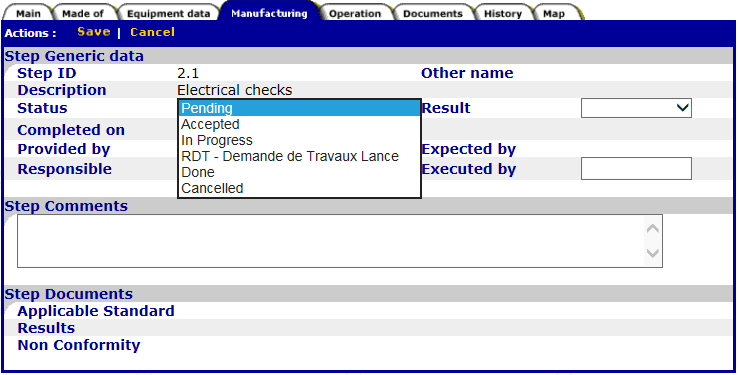 Main Made of Equipment data Manufacturing Operation Documents History Map
Actions : Save | Cancel
Step Generic data
Step ID 2.1 Other name
Description Electrical checks
Status Pending Result
Accepted
Completed on
In Progress
Provided by RDT - Demande de Travaux Lance Expected by
Responsible Done Executed by
Cancelled
Step Comments
Step Documents
Applicable Standard
Results
Non Conformity